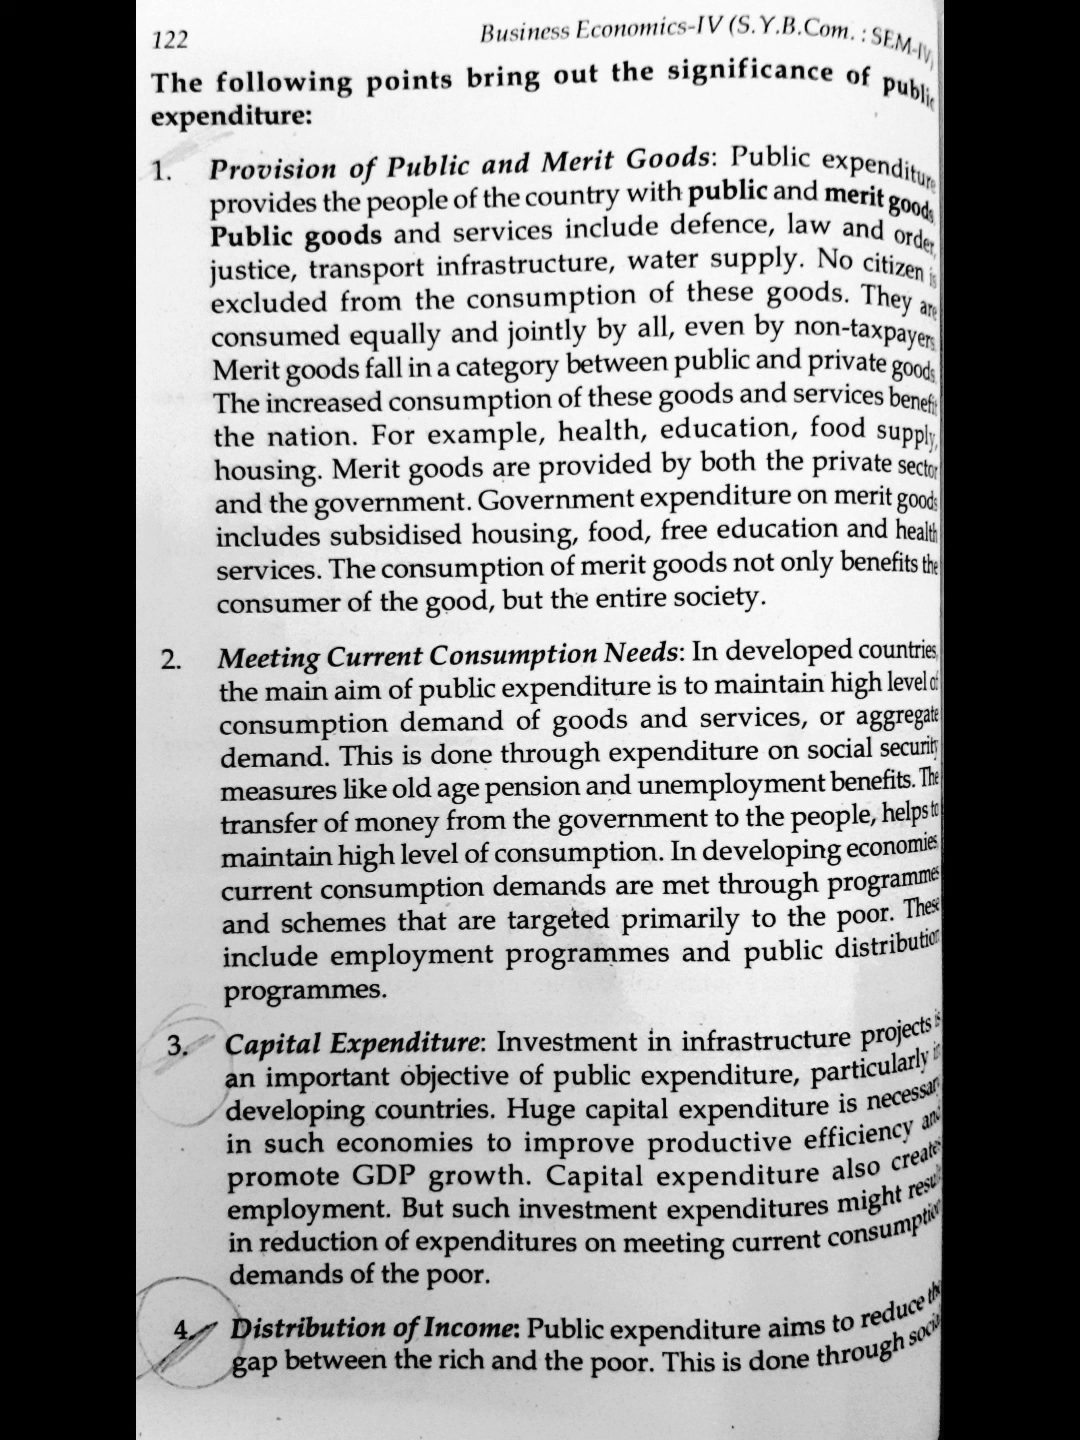 122
Business Economics-IV (S.Y.B.Com. : SEM-IV)
The following points bring out the significance of public
expenditure:
1. Provision of Public and Merit Goods: Public expenditure
provides the people of the country with public and merit goods.
Public goods and services include defence, law and order,
justice, transport infrastructure, water supply. No citizen is
excluded from the consumption of these goods. They are
consumed equally and jointly by all, even by non-taxpayers.
Merit goods fall in a category between public and private goods.
The increased consumption of these goods and services benefit
the nation. For example, health, education, food supply,
housing. Merit goods are provided by both the private sector
and the government. Government expenditure on merit goods
includes subsidised housing, food, free education and health
services. The consumption of merit goods not only benefits the
consumer of the good, but the entire society.
2. Meeting Current Consumption Needs: In developed countries,
the main aim of public expenditure is to maintain high level of
consumption demand of goods and services, or aggregate
demand. This is done through expenditure on social security
measures like old age pension and unemployment benefits. The
transfer of money from the government to the people, helps to
maintain high level of consumption. In developing economies,
current consumption demands are met through programmes
and schemes that are targeted primarily to the poor. These
include employment programmes and public distribution
programmes.
3. Capital Expenditure: Investment in infrastructure projects is
an important objective of public expenditure, particularly in
developing countries. Huge capital expenditure is necessary
in such economies to improve productive efficiency and
promote GDP growth. Capital expenditure also creates
employment. But such investment expenditures might result
in reduction of expenditures on meeting current consumption
demands of the poor.
4. Distribution of Income: Public expenditure aims to reduce the
gap between the rich and the poor. This is done through social